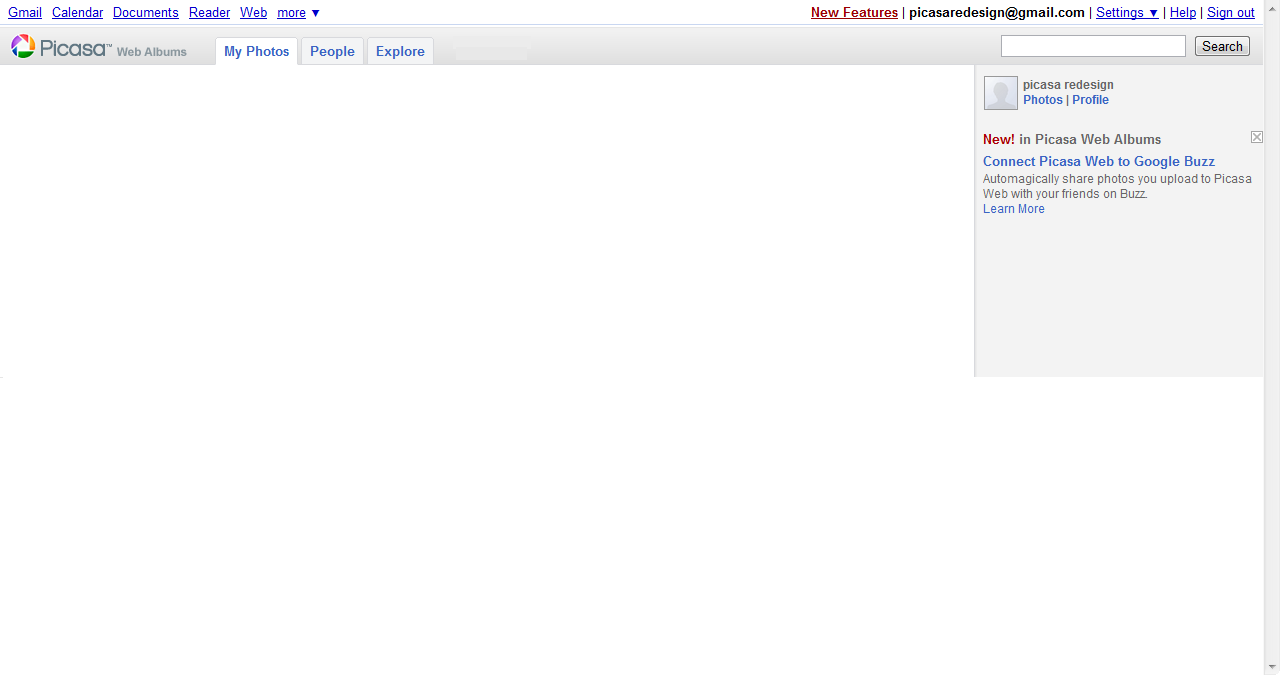 Gmail Calendar Documents Reader Web more ▼ New Features | picasaredesign@gmail.com | Settings ▼ | Help | Sign out
Picasa™ Web Albums My Photos People Explore Search
picasa redesign
Photos | Profile
New! in Picasa Web Albums
Connect Picasa Web to Google Buzz
Automagically share photos you upload to Picasa
Web with your friends on Buzz.
Learn More